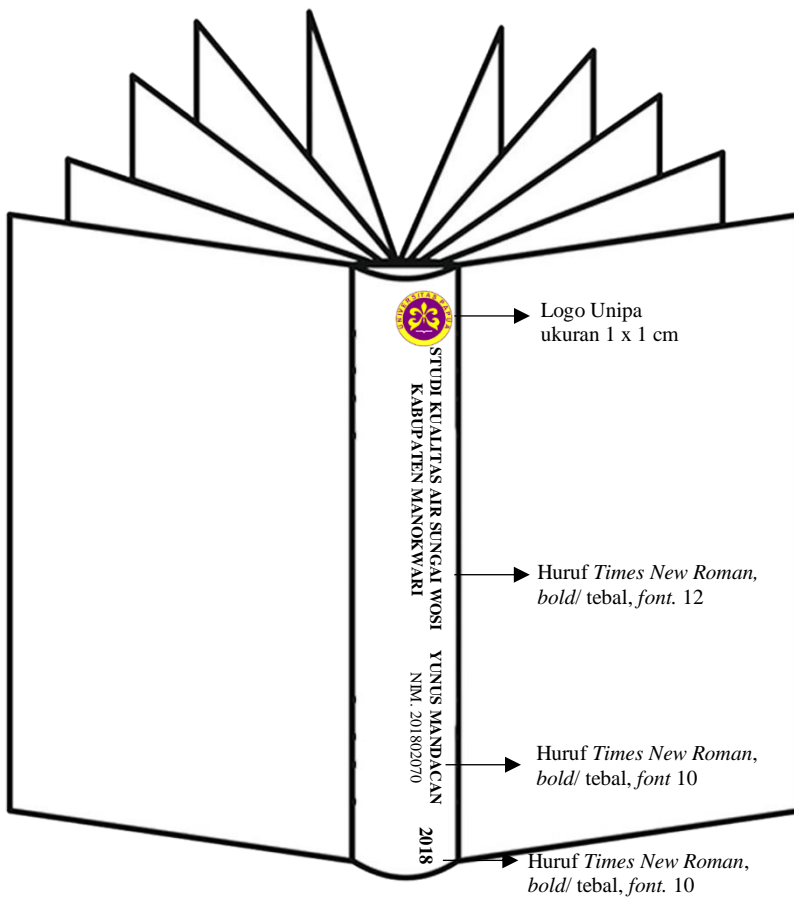 UNIVERSITAS PAPUA
Logo Unipa
ukuran 1 x 1 cm
STUDI KUALITAS AIR SUNGAI WOSI
KABUPATEN MANOKWARI
Huruf Times New Roman,
bold/ tebal, font. 12
YUNUS MANDACAN
NIM. 201802070
Huruf Times New Roman,
bold/ tebal, font 10
2018
Huruf Times New Roman,
bold/ tebal, font. 10